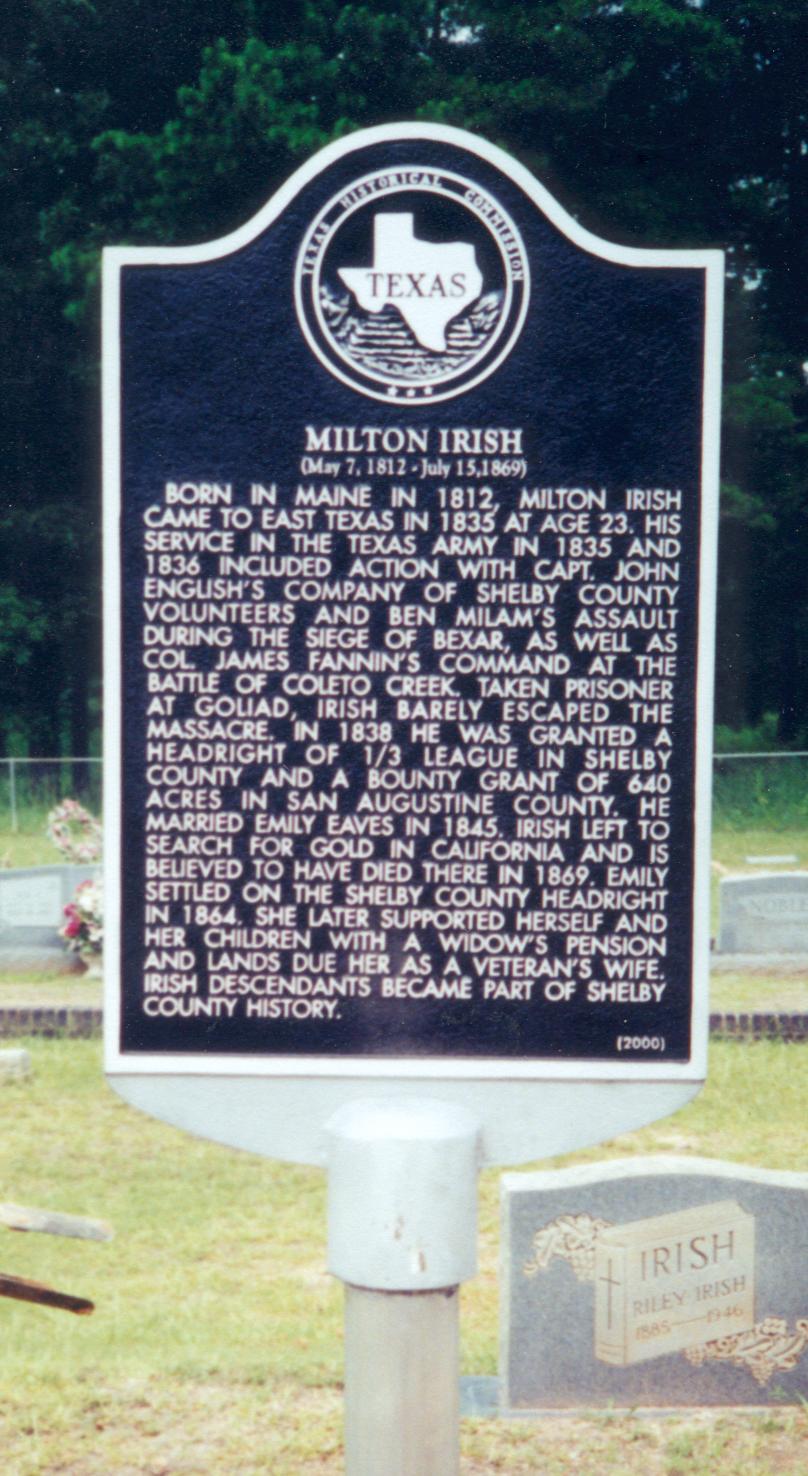 TEXAS HISTORICAL COMMISSION
TEXAS
MILTON IRISH
(May 7, 1812 - July 15,1869)
BORN IN MAINE IN 1812, MILTON IRISH
CAME TO EAST TEXAS IN 1835 AT AGE 23. HIS
SERVICE IN THE TEXAS ARMY IN 1835 AND
1836 INCLUDED ACTION WITH CAPT. JOHN
ENGLISH'S COMPANY OF SHELBY COUNTY
VOLUNTEERS AND BEN MILAM'S ASSAULT
DURING THE SIEGE OF BEXAR, AS WELL AS
COL. JAMES FANNIN'S COMMAND AT THE
BATTLE OF COLETO CREEK. TAKEN PRISONER
AT GOLIAD, IRISH BARELY ESCAPED THE
MASSACRE. IN 1838 HE WAS GRANTED A
HEADRIGHT OF 1/3 LEAGUE IN SHELBY
COUNTY AND A BOUNTY GRANT OF 640
ACRES IN SAN AUGUSTINE COUNTY. HE
MARRIED EMILY EAVES IN 1845. IRISH LEFT TO
SEARCH FOR GOLD IN CALIFORNIA AND IS
BELIEVED TO HAVE DIED THERE IN 1869. EMILY
SETTLED ON THE SHELBY COUNTY HEADRIGHT
IN 1864. SHE LATER SUPPORTED HERSELF AND
HER CHILDREN WITH A WIDOW'S PENSION
AND LANDS DUE HER AS A VETERAN'S WIFE.
IRISH DESCENDANTS BECAME PART OF SHELBY
COUNTY HISTORY.
(2000)
NOBLE
IRISH
RILEY IRISH
1885 — 1946